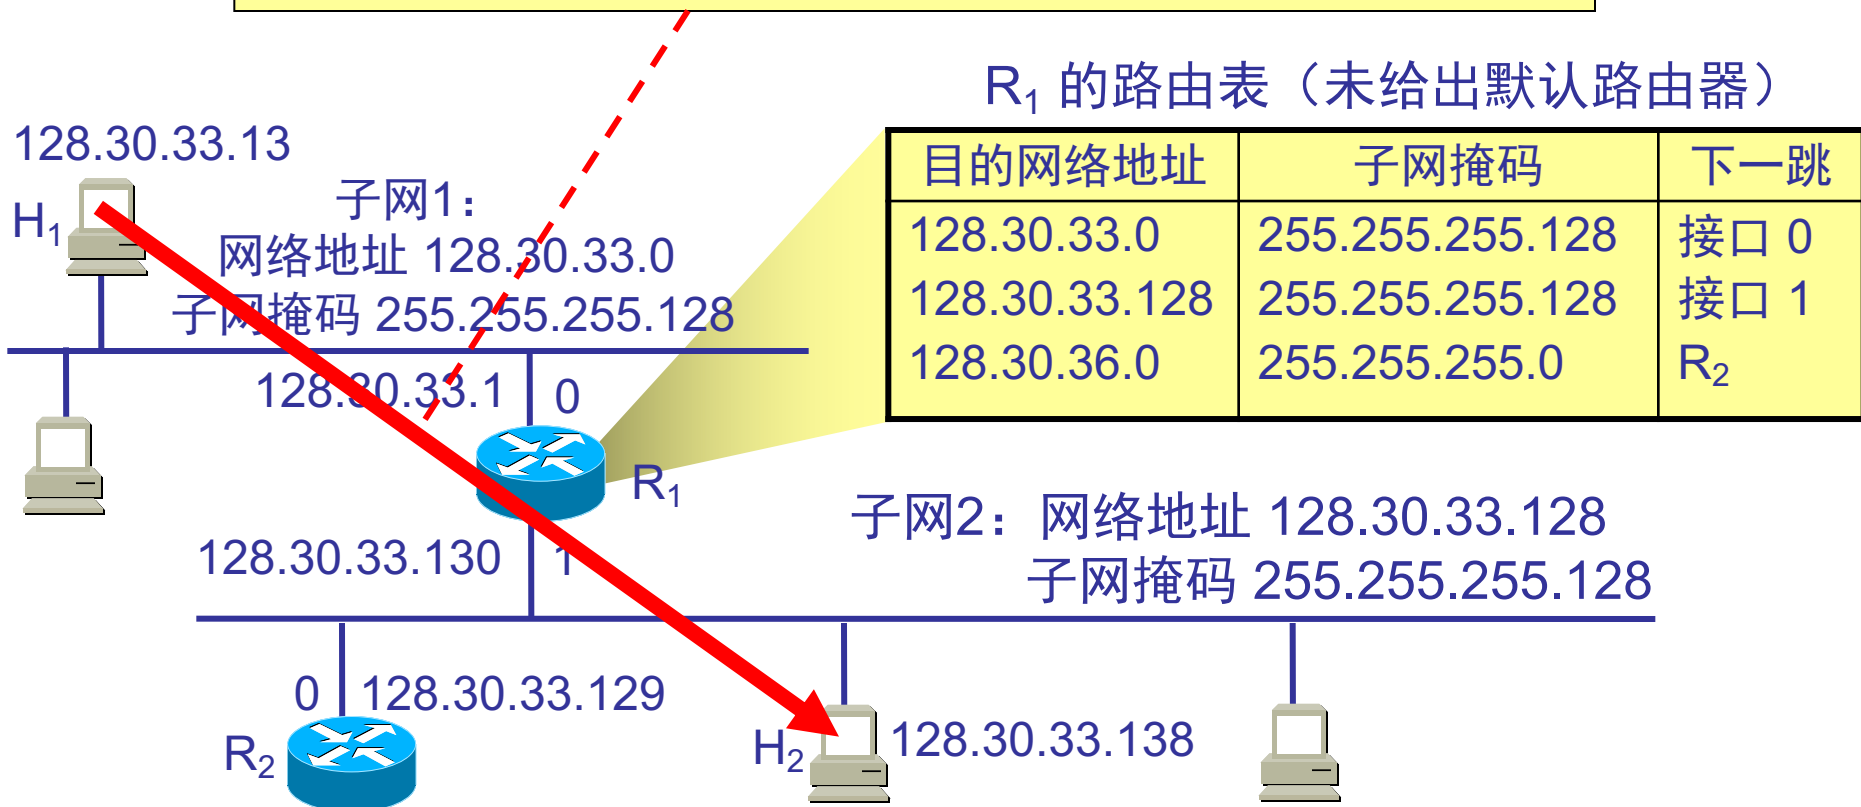 R1 的路由表（未给出默认路由器）
目的网络地址 子网掩码 下一跳
128.30.33.0 255.255.255.128 接口 0
128.30.33.128 255.255.255.128 接口 1
128.30.36.0 255.255.255.0 R2
128.30.33.13
H1
子网1：
网络地址 128.30.33.0
子网掩码 255.255.255.128
128.30.33.1 0
R1
子网2：网络地址 128.30.33.128
子网掩码 255.255.255.128
128.30.33.130 1
0 128.30.33.129
R2
H2 128.30.33.138